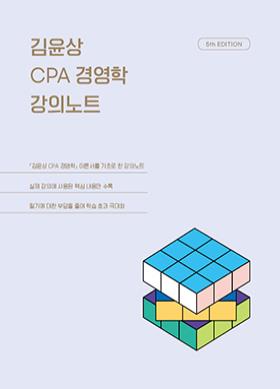 김윤상
5th EDITION
CPA 경영학
강의노트
『김윤상 CPA 경영학』 이론서를 기초로 한 강의노트
실제 강의에 사용된 핵심 내용만 수록
필기에 대한 부담을 줄여 학습 효과 극대화